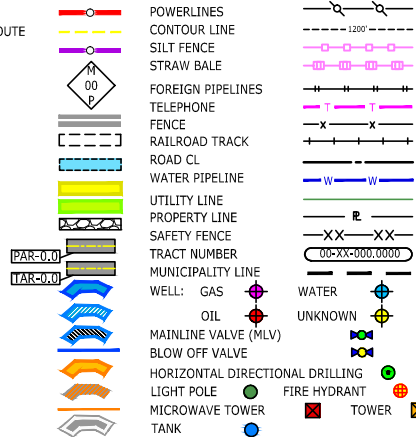 POWERLINES
OUTE CONTOUR LINE 1200'
SILT FENCE
M
00
P
STRAW BALE
FOREIGN PIPELINES
TELEPHONE T T
FENCE X X
RAILROAD TRACK
ROAD CL
WATER PIPELINE W W
UTILITY LINE
PROPERTY LINE PL
SAFETY FENCE XX XX
PAR-0.0 TRACT NUMBER 00-XX-000.0000
TAR-0.0 MUNICIPALITY LINE
WELL: GAS WATER
OIL UNKNOWN
MAINLINE VALVE (MLV)
BLOW OFF VALVE
HORIZONTAL DIRECTIONAL DRILLING
LIGHT POLE FIRE HYDRANT
MICROWAVE TOWER TOWER
TANK